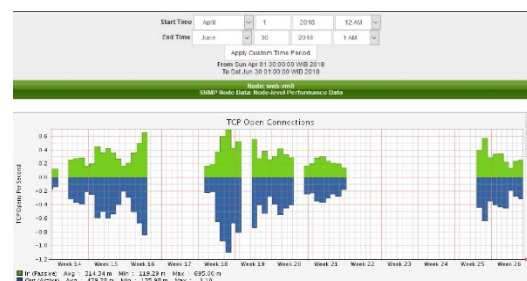 Start Time April 1 2018 12 AM
End Time June 30 2018 1 AM
Apply Custom Time Period
From Sun Apr 01 00:00:00 WIB 2018
To Sat Jun 30 01:00:00 WIB 2018
Node: web vm8
SNMP Node Data: Node-level Performance Data
TCP Open Connections
TCP Opens Per Second
0.6
0.4
0.2
0.0
-0.2
-0.4
-0.6
-0.8
-1.0
-1.2
Week 14 Week 15 Week 16 Week 17 Week 18 Week 19 Week 20 Week 21 Week 22 Week 23 Week 24 Week 25 Week 26
In (Passive) Avg : 314.34 m Min : 119.29 m Max : 695.00 m
Out (Active) Avg : Min : Max : 1.10